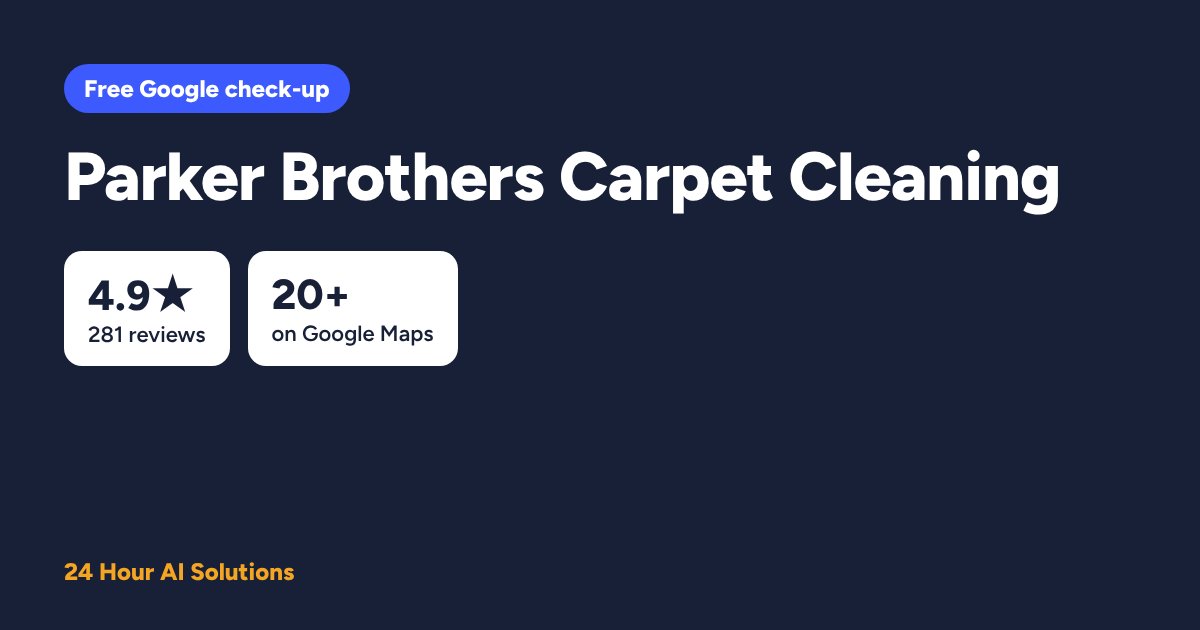 Free Google check-up
Parker Brothers Carpet Cleaning
4.9★
281 reviews
20+
on Google Maps
24 Hour AI Solutions